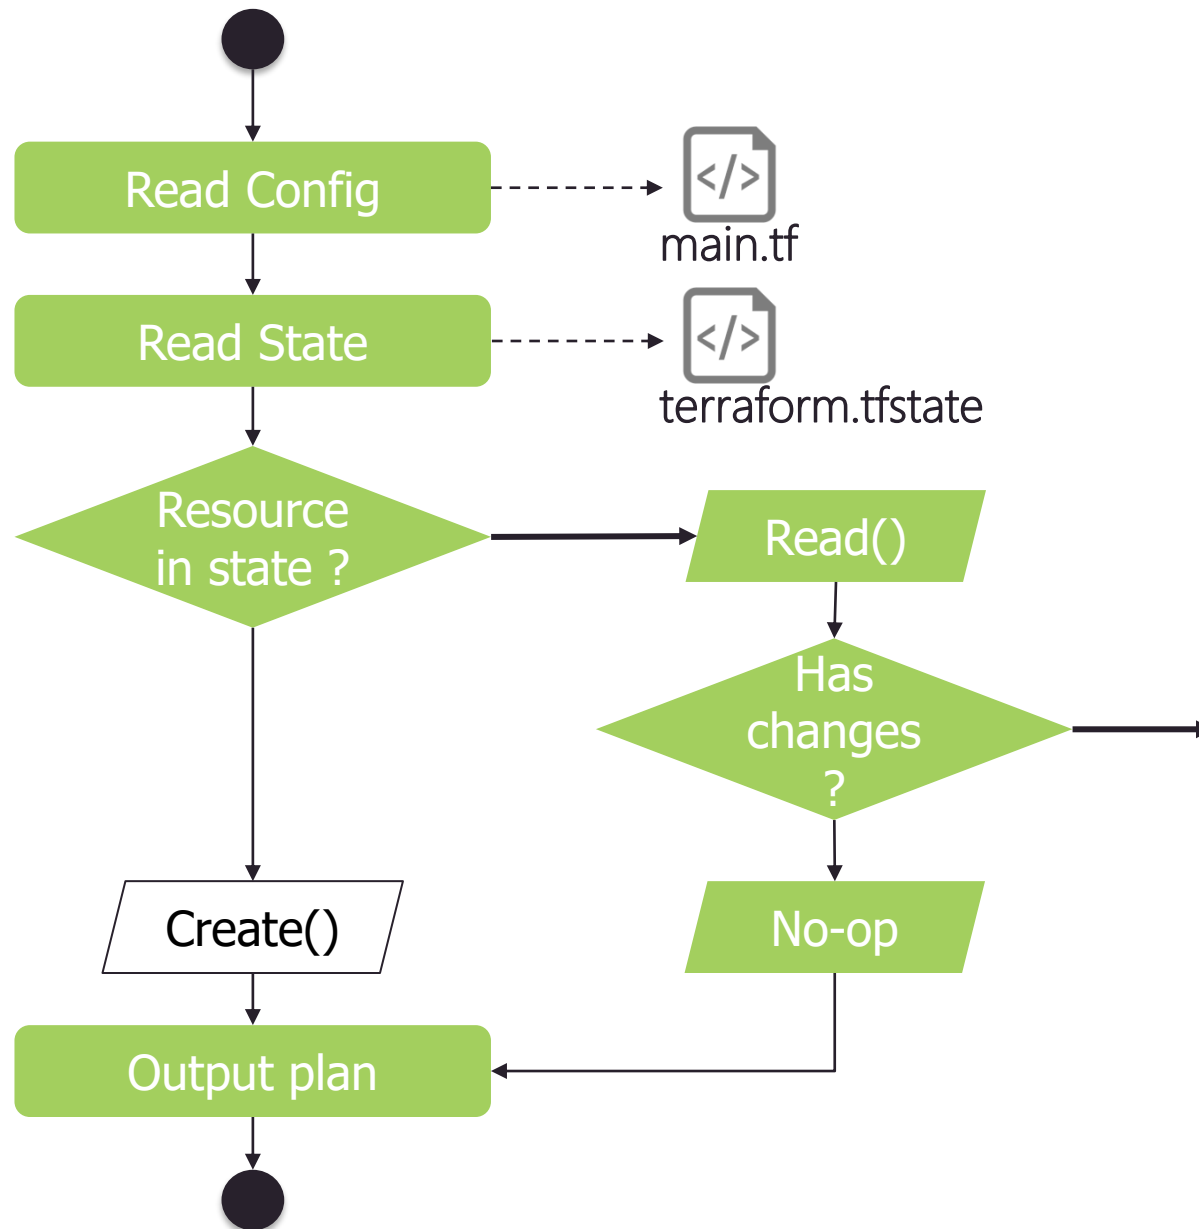 Read Config
</>
main.tf
Read State
</>
terraform.tfstate
Resource
in state ?
Read()
Has
changes
?
Create()
No-op
Output plan